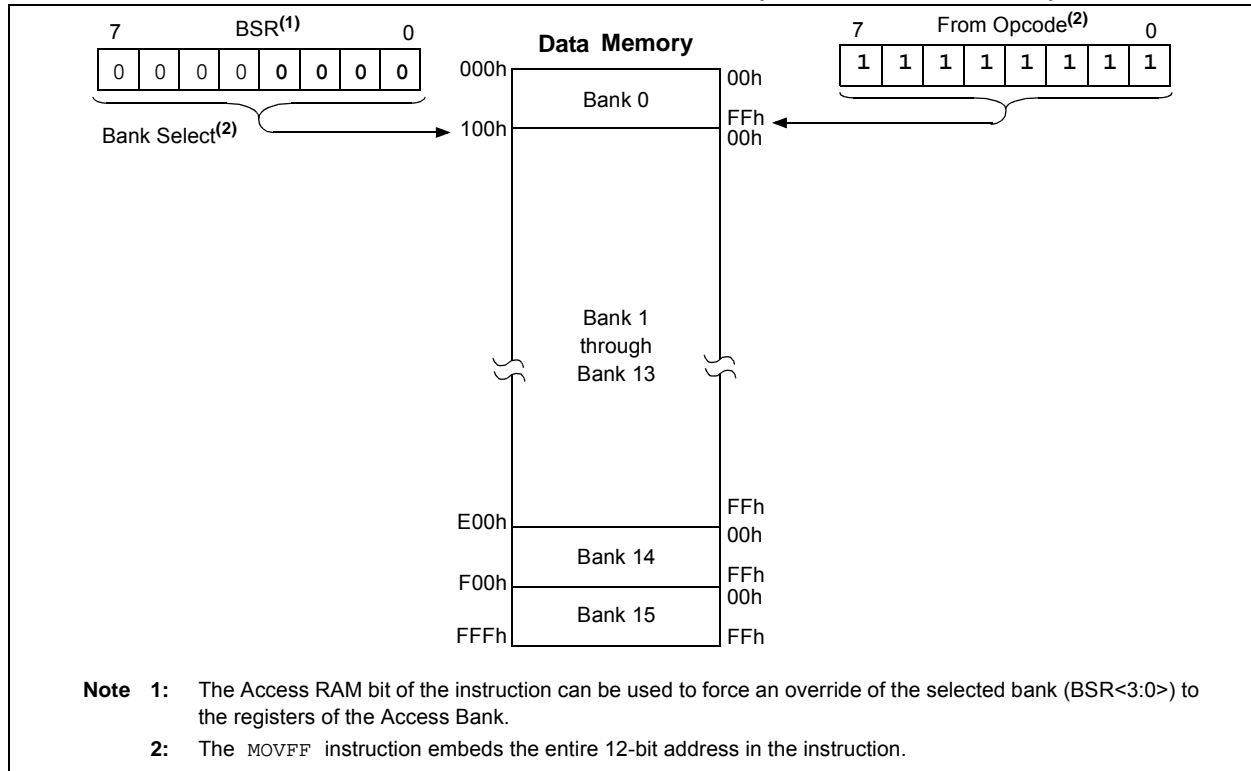 7 BSR(1) 0
0 0 0 0 0 0 0 0
Bank Select(2)
Data Memory
000h
100h
E00h
F00h
FFFh
Bank 0
Bank 1
through
Bank 13
Bank 14
Bank 15
00h
FFh
00h
FFh
00h
FFh
00h
FFh
7 From Opcode(2) 0
1 1 1 1 1 1 1 1
Note 1: The Access RAM bit of the instruction can be used to force an override of the selected bank (BSR<3:0>) to
the registers of the Access Bank.
2: The MOVFF instruction embeds the entire 12-bit address in the instruction.